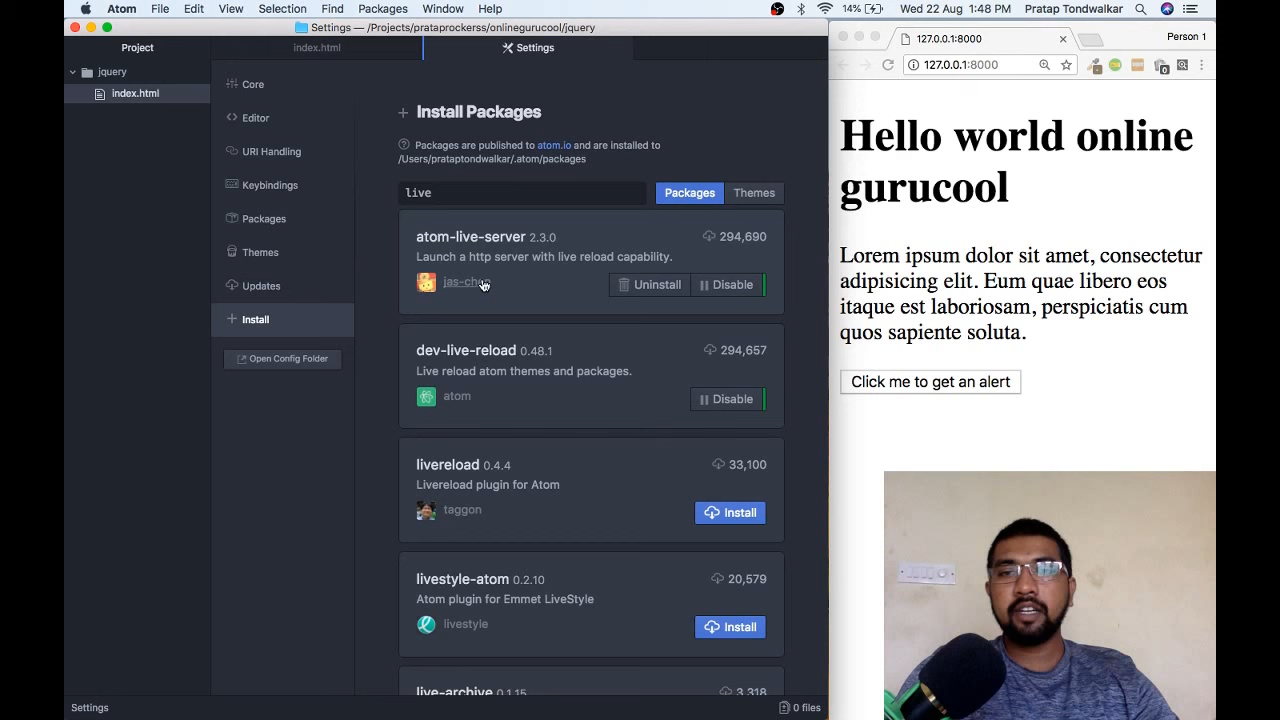 Atom File Edit View Selection Find Packages Window Help
14% Wed 22 Aug 1:48 PM Pratap Tondwalkar
Settings — /Projects/prataprockerss/onlinegurucool/jquery
Project
index.html
Settings
jquery
index.html
Core
Editor
URI Handling
Keybindings
Packages
Themes
Updates
Install
Open Config Folder
Install Packages
Packages are published to atom.io and are installed to
/Users/prataptondwalkar/.atom/packages
live
Packages Themes
atom-live-server 2.3.0 294,690
Launch a http server with live reload capability.
Uninstall Disable
dev-live-reload 0.48.1 294,657
Live reload atom themes and packages.
atom Disable
livereload 0.4.4 33,100
Livereload plugin for Atom
taggon Install
livestyle-atom 0.2.10 20,579
Atom plugin for Emmet LiveStyle
livestyle Install
live-archive 0.1.15 3,318
Settings
0 files
127.0.0.1:8000
Person 1
127.0.0.1:8000
Hello world online
gurucool
Lorem ipsum dolor sit amet, consectetur
adipisicing elit. Eum quae libero eos
itaque est laboriosam, perspiciatis cum
quos sapiente soluta.
Click me to get an alert